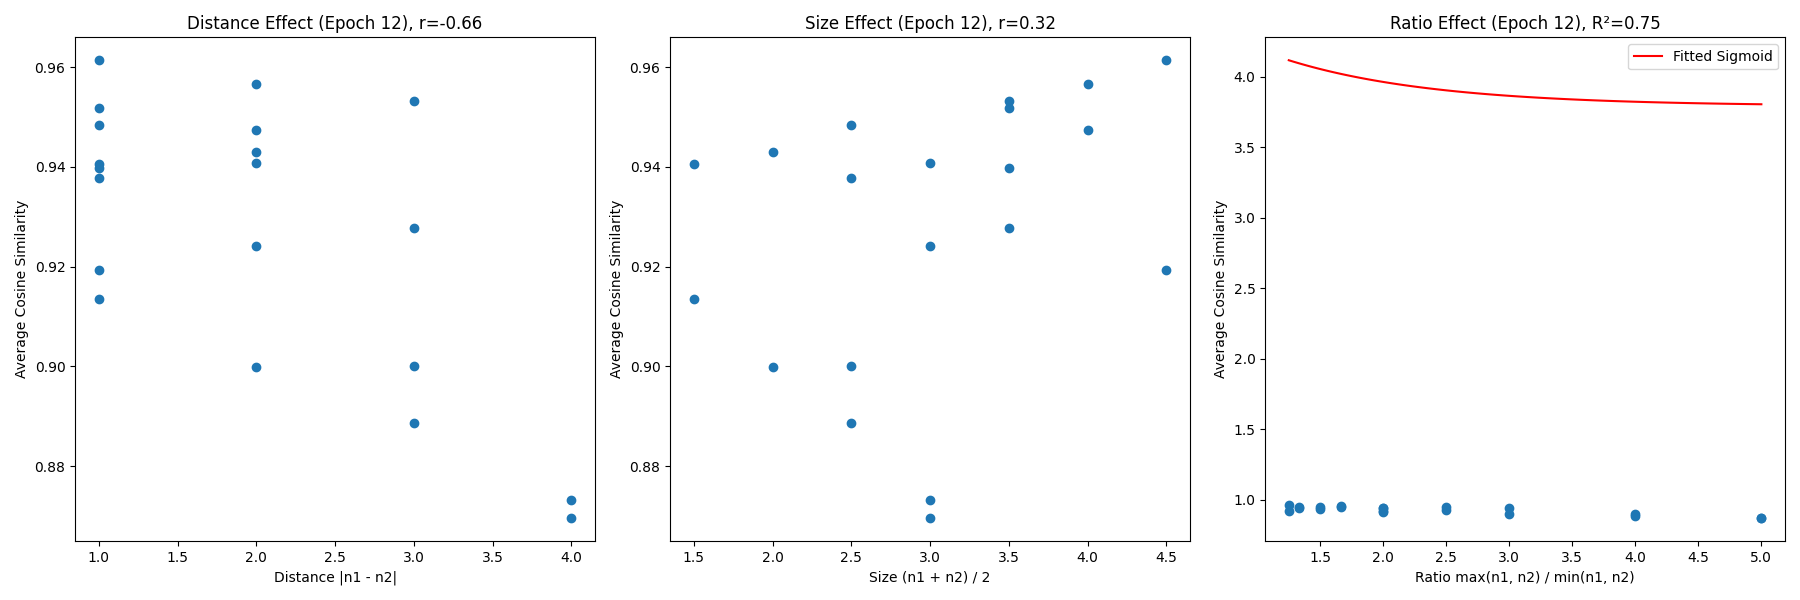 Distance Effect (Epoch 12), r=-0.66
Average Cosine Similarity
0.96
0.94
0.92
0.90
0.88
1.0 1.5 2.0 2.5 3.0 3.5 4.0
Distance |n1 - n2|
Size Effect (Epoch 12), r=0.32
Average Cosine Similarity
0.96
0.94
0.92
0.90
0.88
1.5 2.0 2.5 3.0 3.5 4.0 4.5
Size (n1 + n2) / 2
Ratio Effect (Epoch 12), R²=0.75
Fitted Sigmoid
Average Cosine Similarity
4.0
3.5
3.0
2.5
2.0
1.5
1.0
1.5 2.0 2.5 3.0 3.5 4.0 4.5 5.0
Ratio max(n1, n2) / min(n1, n2)